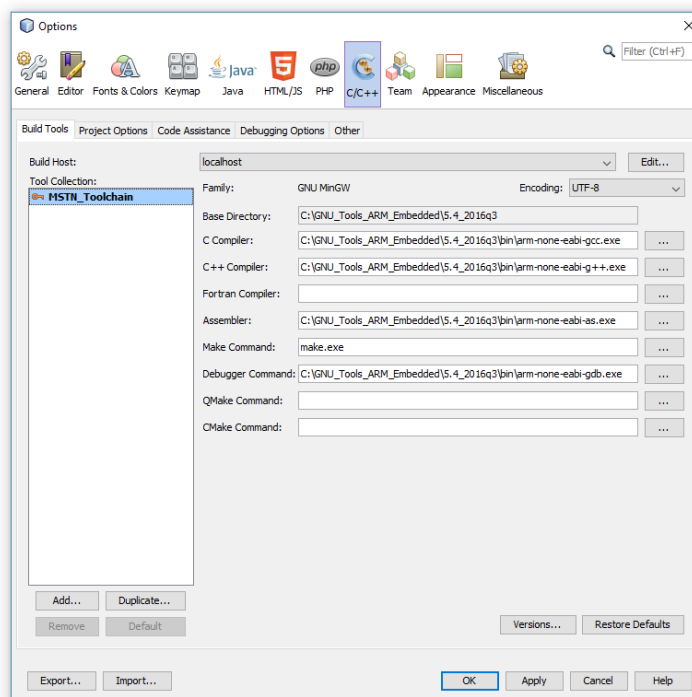 Options
Filter (Ctrl+F)
General Editor Fonts & Colors Keymap Java HTML/JS PHP C/C++ Team Appearance Miscellaneous
Build Tools Project Options Code Assistance Debugging Options Other
Build Host: localhost Edit...
Tool Collection:
MSTN_Toolchain
Family: GNU MinGW Encoding: UTF-8
Base Directory: C:\GNU_Tools_ARM_Embedded\5.4_2016q3
C Compiler: C:\GNU_Tools_ARM_Embedded\5.4_2016q3\bin\arm-none-eabi-gcc.exe ...
C++ Compiler: C:\GNU_Tools_ARM_Embedded\5.4_2016q3\bin\arm-none-eabi-g++.exe ...
Fortran Compiler: ...
Assembler: C:\GNU_Tools_ARM_Embedded\5.4_2016q3\bin\arm-none-eabi-as.exe ...
Make Command: make.exe ...
Debugger Command: C:\GNU_Tools_ARM_Embedded\5.4_2016q3\bin\arm-none-eabi-gdb.exe ...
QMake Command: ...
CMake Command: ...
Add... Duplicate...
Remove Default
Versions... Restore Defaults
Export... Import... OK Apply Cancel Help